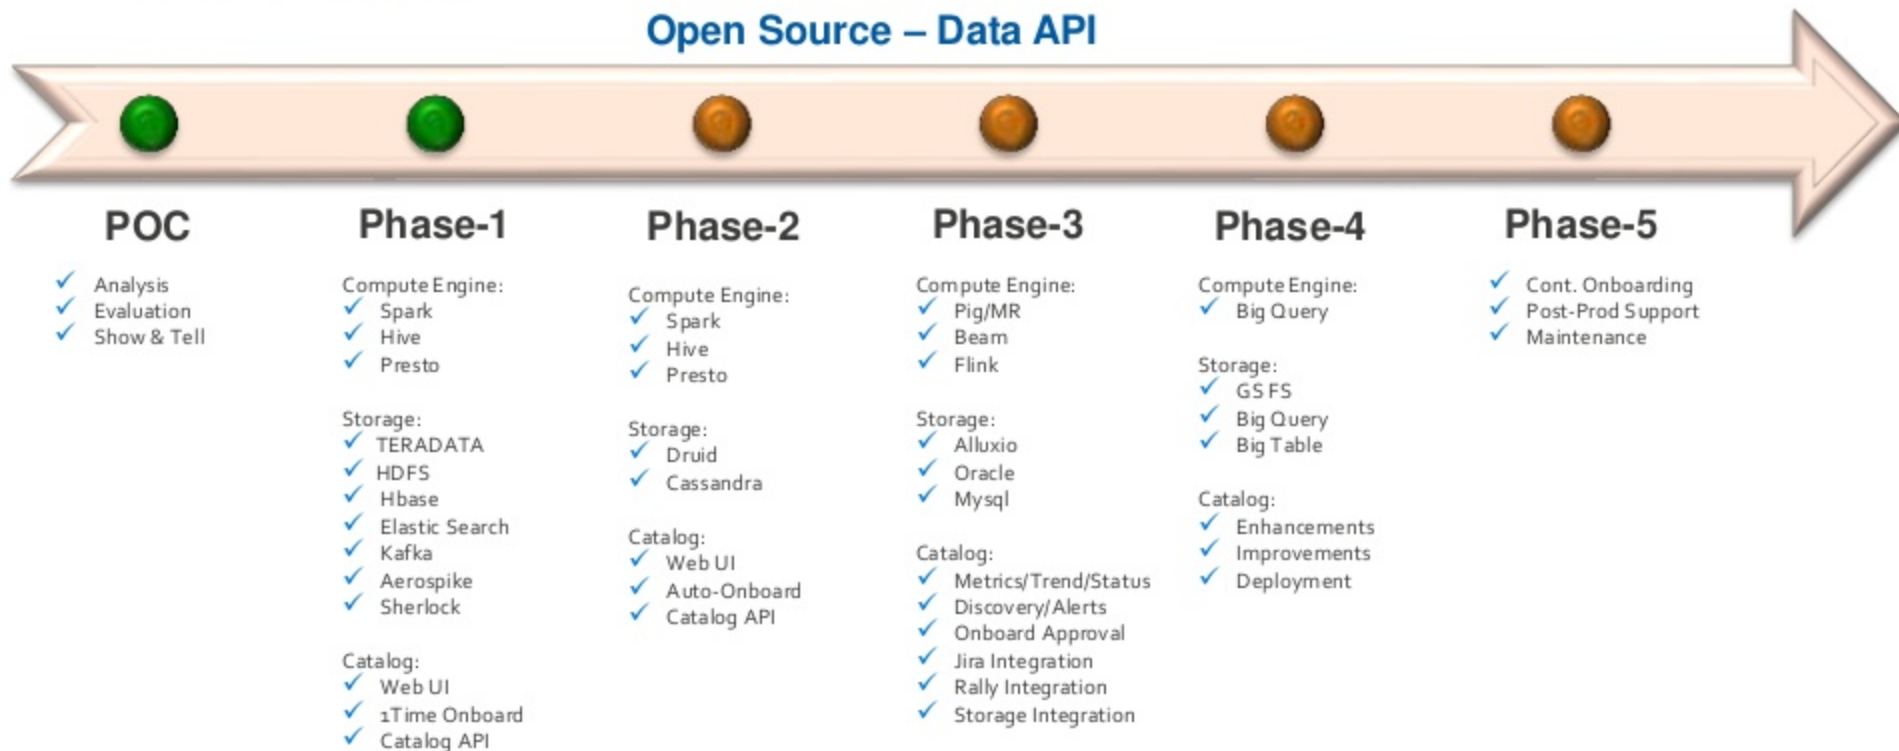 Open Source – Data API
POC
Analysis
Evaluation
Show & Tell
Phase-1
Compute Engine:
Spark
Hive
Presto
Storage:
TERADATA
HDFS
Hbase
Elastic Search
Kafka
Aerospike
Sherlock
Catalog:
Web UI
1Time Onboard
Catalog API
Phase-2
Compute Engine:
Spark
Hive
Presto
Storage:
Druid
Cassandra
Catalog:
Web UI
Auto-Onboard
Catalog API
Phase-3
Compute Engine:
Pig/MR
Beam
Flink
Storage:
Alluxio
Oracle
Mysql
Catalog:
Metrics/Trend/Status
Discovery/Alerts
Onboard Approval
Jira Integration
Rally Integration
Storage Integration
Phase-4
Compute Engine:
Big Query
Storage:
GS FS
Big Query
Big Table
Catalog:
Enhancements
Improvements
Deployment
Phase-5
Cont. Onboarding
Post-Prod Support
Maintenance